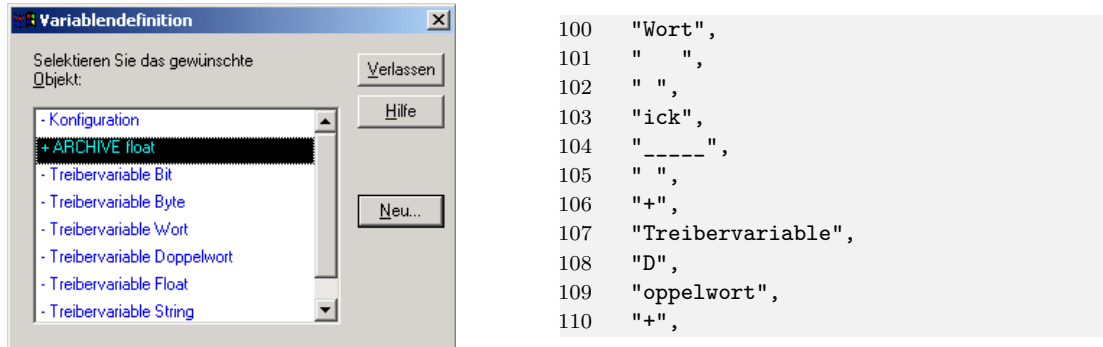 Variablendefinition
Selektieren Sie das gewünschte
Objekt:
Verlassen
Hilfe
Neu...
- Konfiguration
+ ARCHIVE float
- Treibervariable Bit
- Treibervariable Byte
- Treibervariable Wort
- Treibervariable Doppelwort
- Treibervariable Float
- Treibervariable String
100 "Wort",
101 "   ",
102 " ",
103 "ick",
104 "_____",
105 " ",
106 "+",
107 "Treibervariable",
108 "D",
109 "oppelwort",
110 "+",